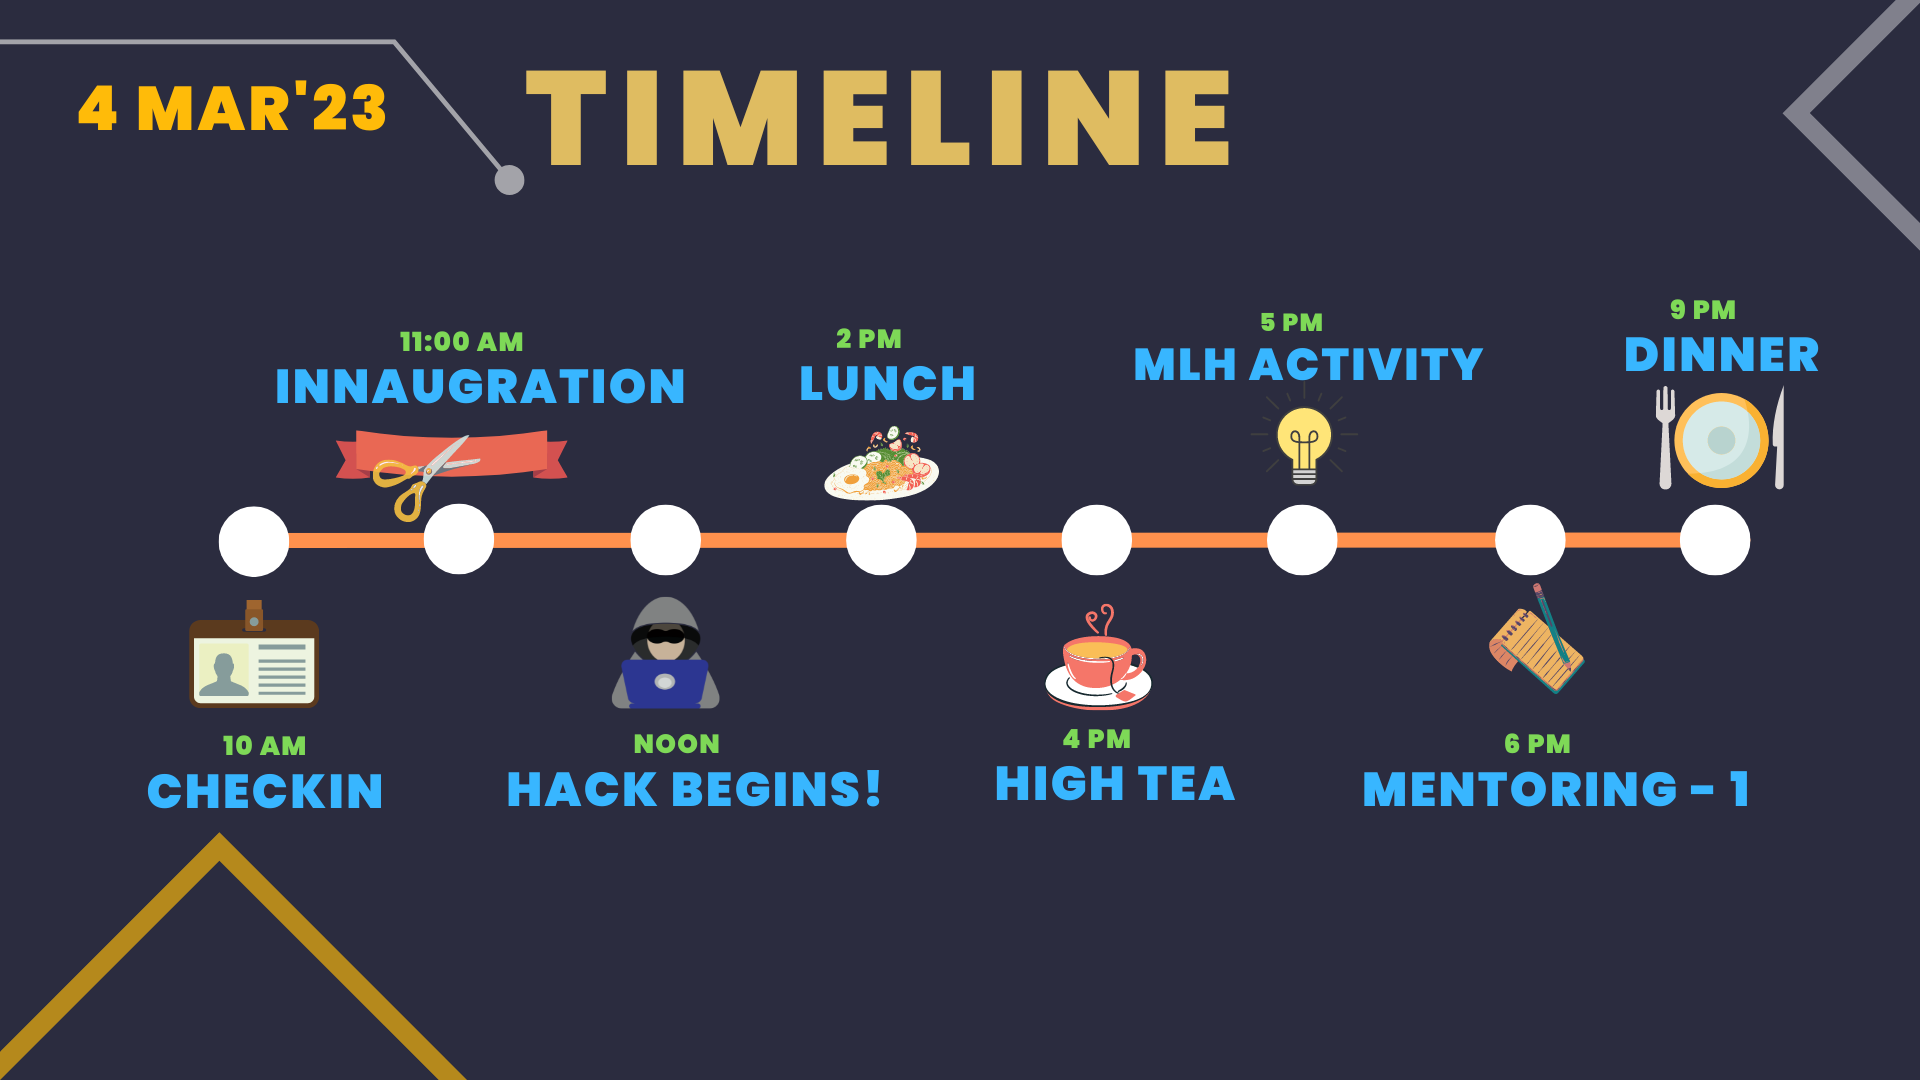 4 MAR'23
TIMELINE
10 AM
CHECKIN
11:00 AM
INNAUGRATION
NOON
HACK BEGINS!
2 PM
LUNCH
4 PM
HIGH TEA
5 PM
MLH ACTIVITY
6 PM
MENTORING - 1
9 PM
DINNER